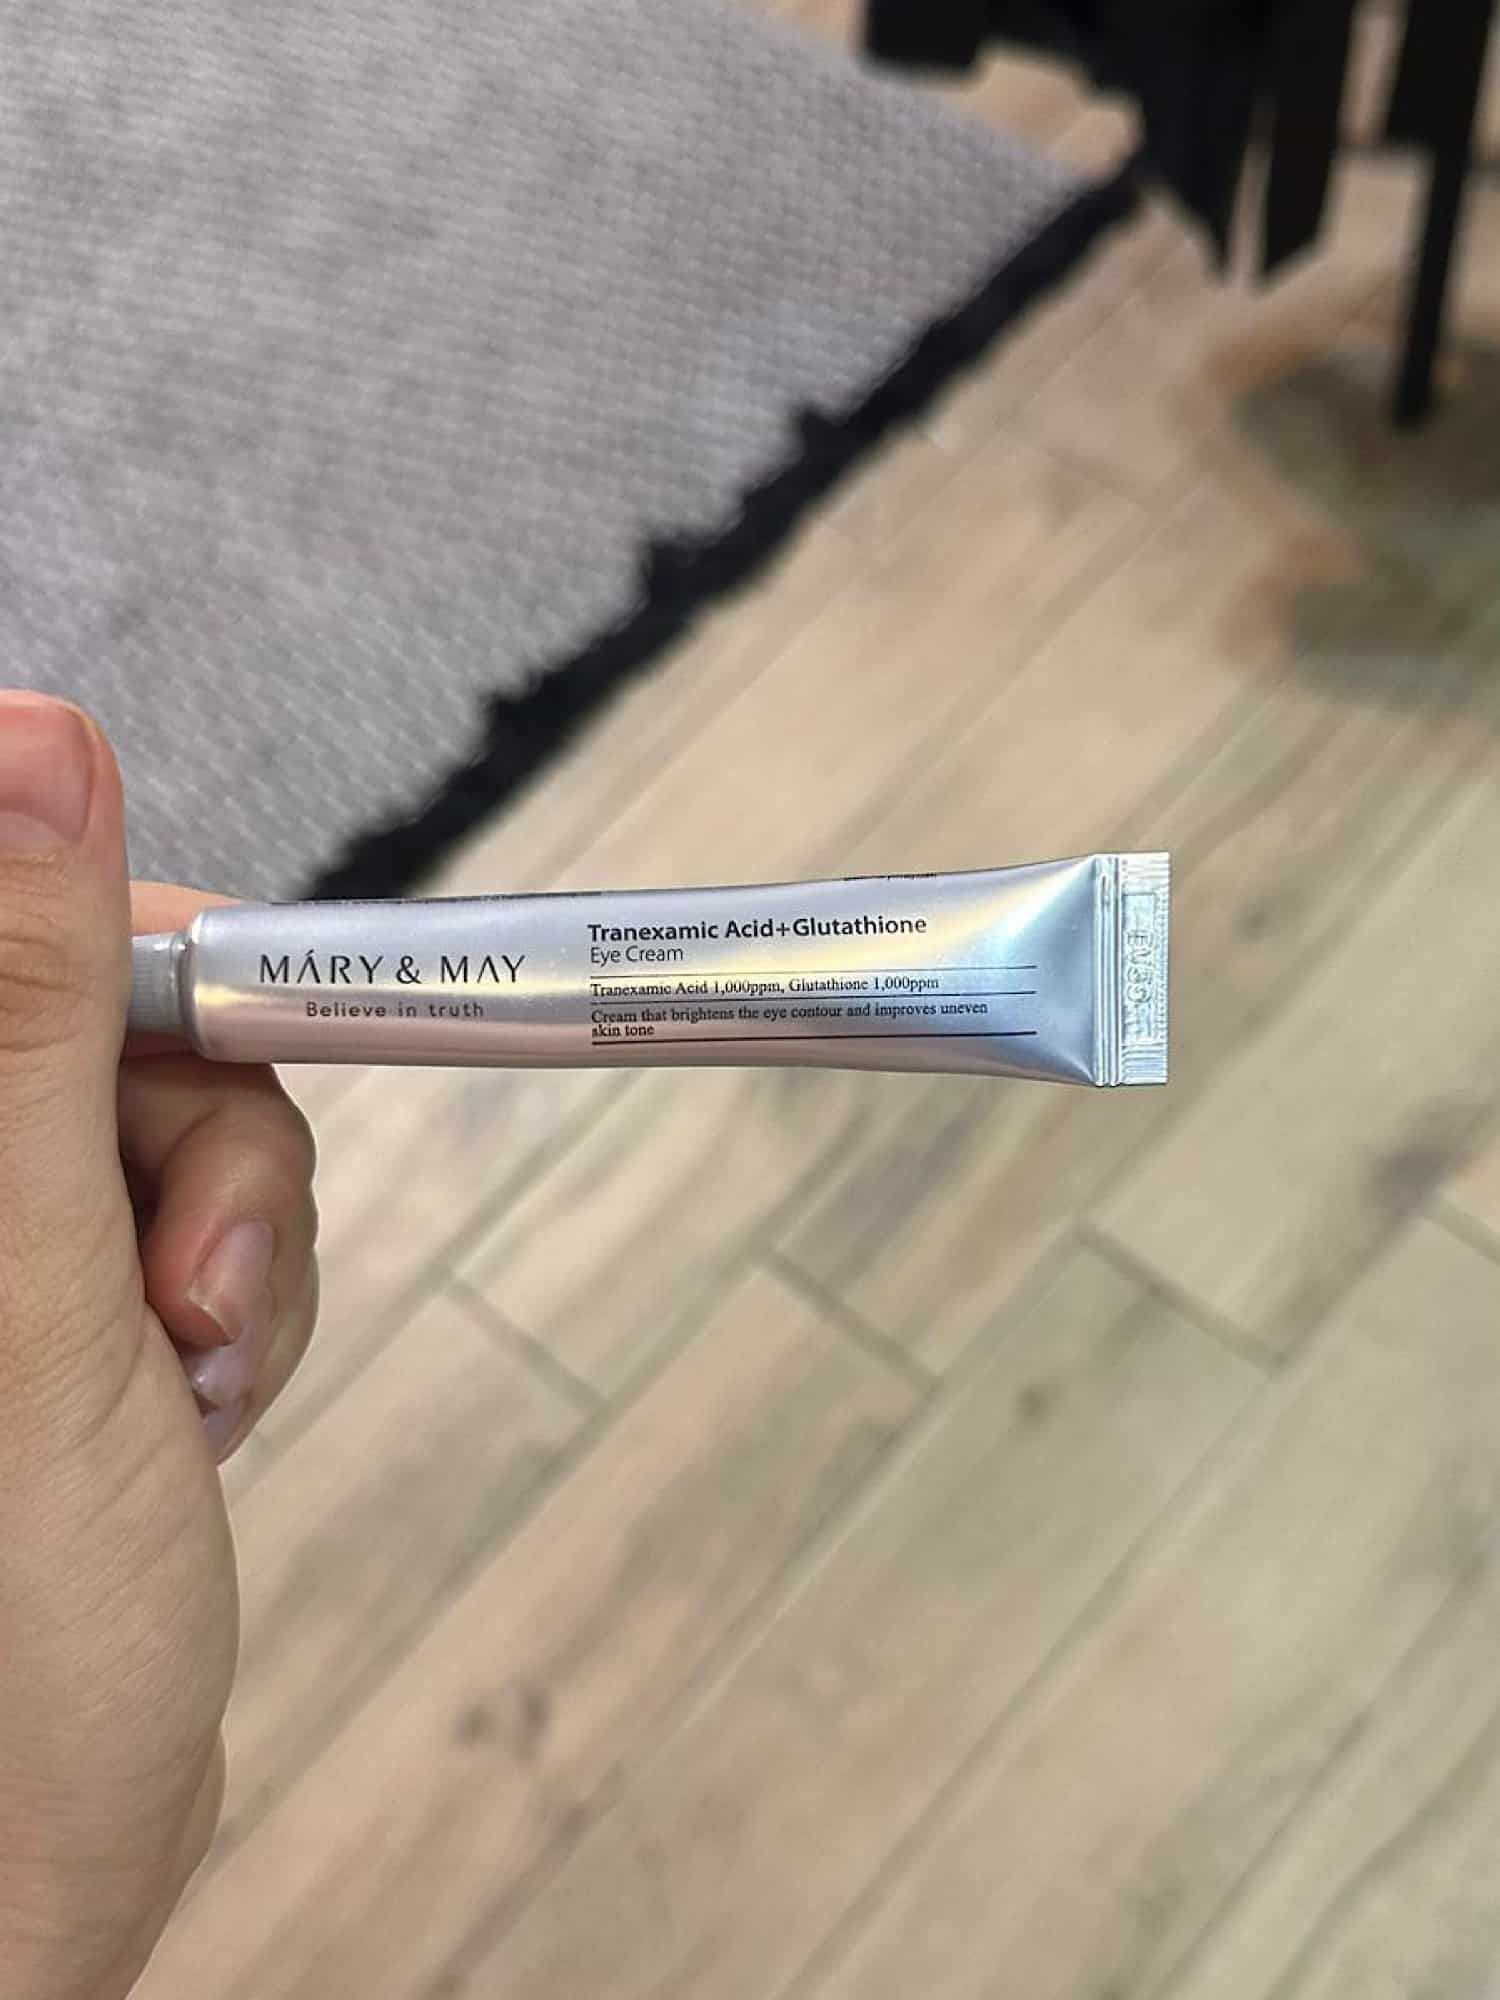 MÁRY & MAY
Believe in truth
Tranexamic Acid+Glutathione
Eye Cream
Tranexamic Acid 1,000ppm, Glutathione 1,000ppm
Cream that brightens the eye contour and improves uneven
skin tone